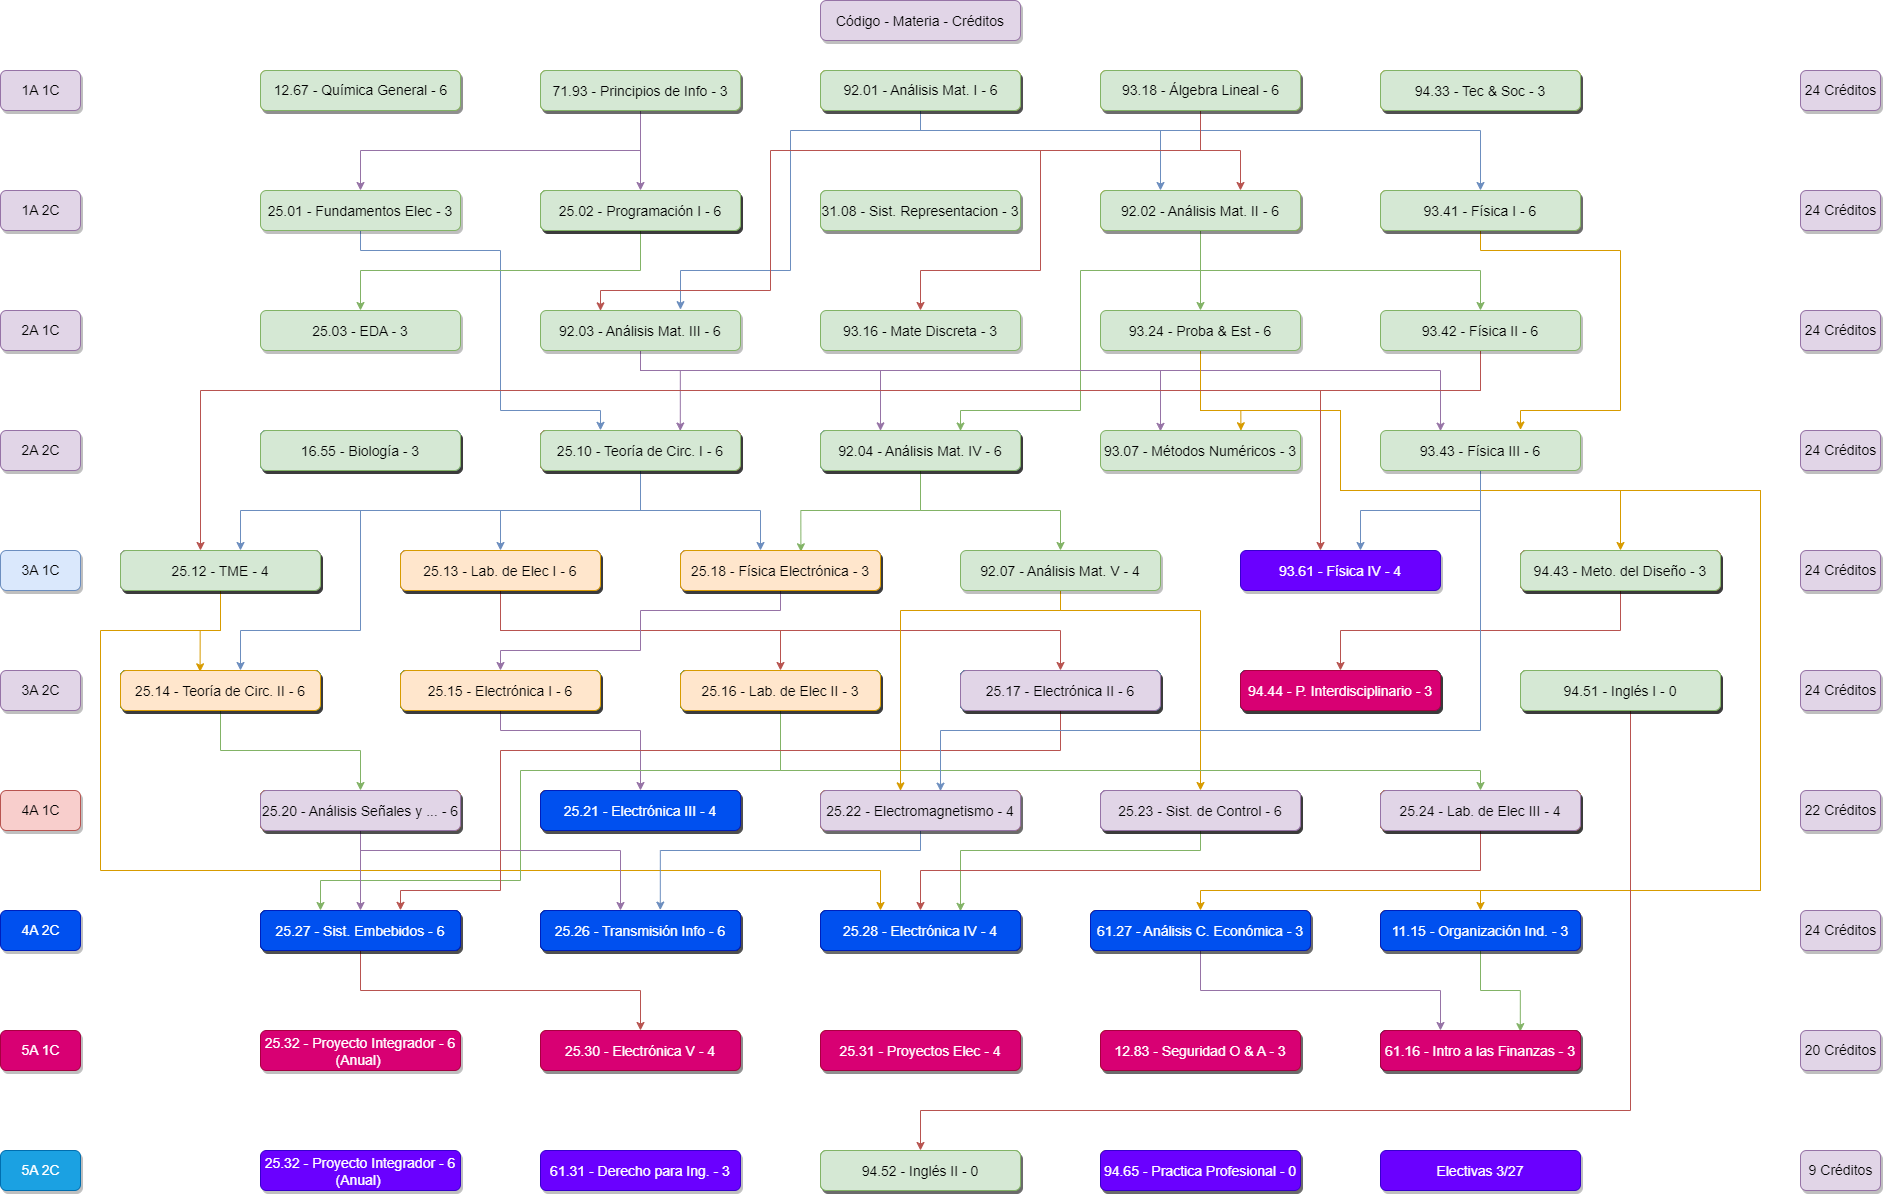 Código - Materia - Créditos
1A 1C
12.67 - Química General - 6
71.93 - Principios de Info - 3
92.01 - Análisis Mat. I - 6
93.18 - Álgebra Lineal - 6
94.33 - Tec & Soc - 3
24 Créditos
1A 2C
25.01 - Fundamentos Elec - 3
25.02 - Programación I - 6
31.08 - Sist. Representacion - 3
92.02 - Análisis Mat. II - 6
93.41 - Física I - 6
24 Créditos
2A 1C
25.03 - EDA - 3
92.03 - Análisis Mat. III - 6
93.16 - Mate Discreta - 3
93.24 - Proba & Est - 6
93.42 - Física II - 6
24 Créditos
2A 2C
16.55 - Biología - 3
25.10 - Teoría de Circ. I - 6
92.04 - Análisis Mat. IV - 6
93.07 - Métodos Numéricos - 3
93.43 - Física III - 6
24 Créditos
3A 1C
25.12 - TME - 4
25.13 - Lab. de Elec I - 6
25.18 - Física Electrónica - 3
92.07 - Análisis Mat. V - 4
93.61 - Física IV - 4
94.43 - Meto. del Diseño - 3
24 Créditos
3A 2C
25.14 - Teoría de Circ. II - 6
25.15 - Electrónica I - 6
25.16 - Lab. de Elec II - 3
25.17 - Electrónica II - 6
94.44 - P. Interdisciplinario - 3
94.51 - Inglés I - 0
24 Créditos
4A 1C
25.20 - Análisis Señales y ... - 6
25.21 - Electrónica III - 4
25.22 - Electromagnetismo - 4
25.23 - Sist. de Control - 6
25.24 - Lab. de Elec III - 4
22 Créditos
4A 2C
25.27 - Sist. Embebidos - 6
25.26 - Transmisión Info - 6
25.28 - Electrónica IV - 4
61.27 - Análisis C. Económica - 3
11.15 - Organización Ind. - 3
24 Créditos
5A 1C
25.32 - Proyecto Integrador - 6
(Anual)
25.30 - Electrónica V - 4
25.31 - Proyectos Elec - 4
12.83 - Seguridad O & A - 3
61.16 - Intro a las Finanzas - 3
20 Créditos
5A 2C
25.32 - Proyecto Integrador - 6
(Anual)
61.31 - Derecho para Ing. - 3
94.52 - Inglés II - 0
94.65 - Practica Profesional - 0
Electivas 3/27
9 Créditos